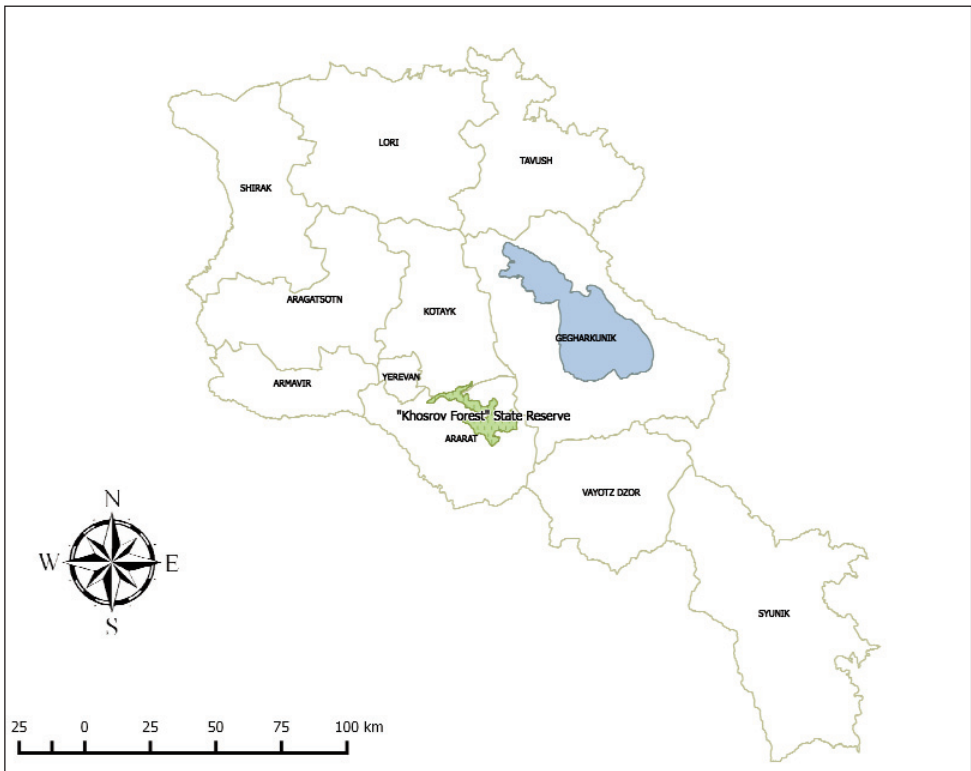 LORI
TAVUSH
SHIRAK
ARAGATSOTN
KOTAYK
GEGHARKUNIK
YEREVAN
ARMAVIR
"Khosrov Forest" State Reserve
ARARAT
VAYOTZ DZOR
N
W E
S
SYUNIK
25 0 25 50 75 100 km